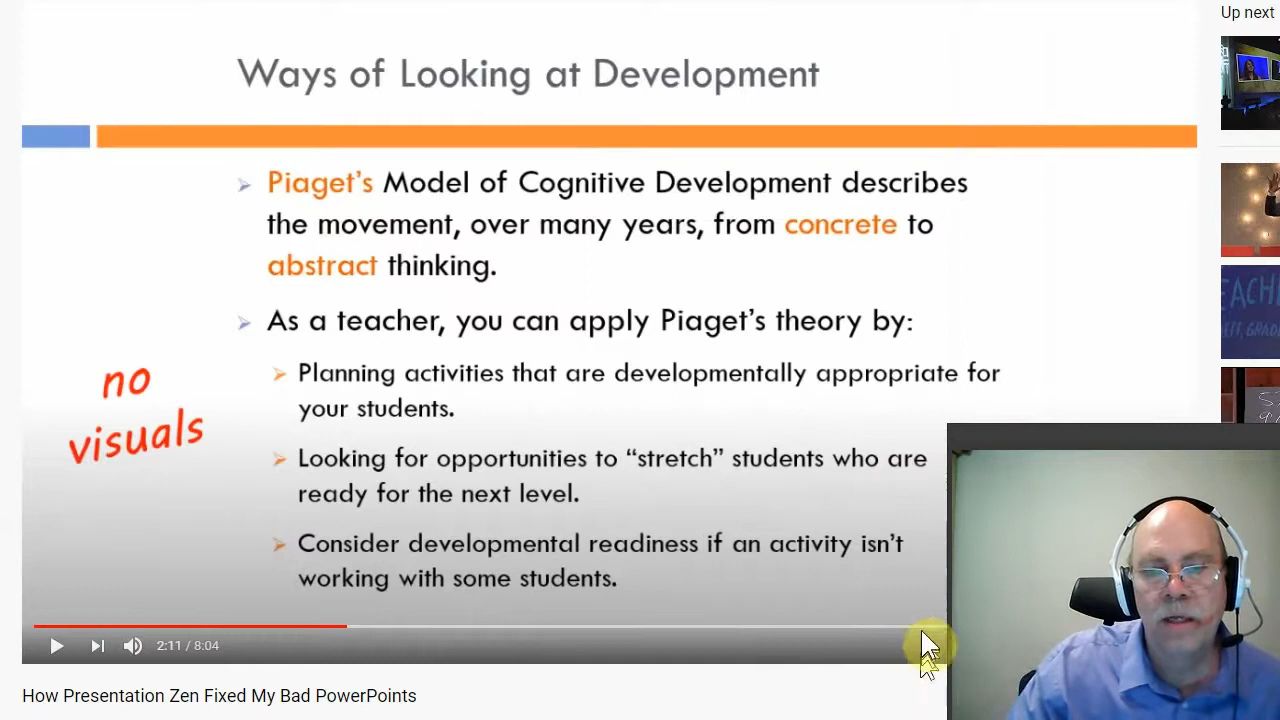 Up next
Ways of Looking at Development
Piaget's Model of Cognitive Development describes
the movement, over many years, from concrete to
abstract thinking.
As a teacher, you can apply Piaget's theory by:
Planning activities that are developmentally appropriate for
your students.
no
visuals
Looking for opportunities to “stretch” students who are
ready for the next level.
Consider developmental readiness if an activity isn't
working with some students.
2:11 / 8:04
How Presentation Zen Fixed My Bad PowerPoints